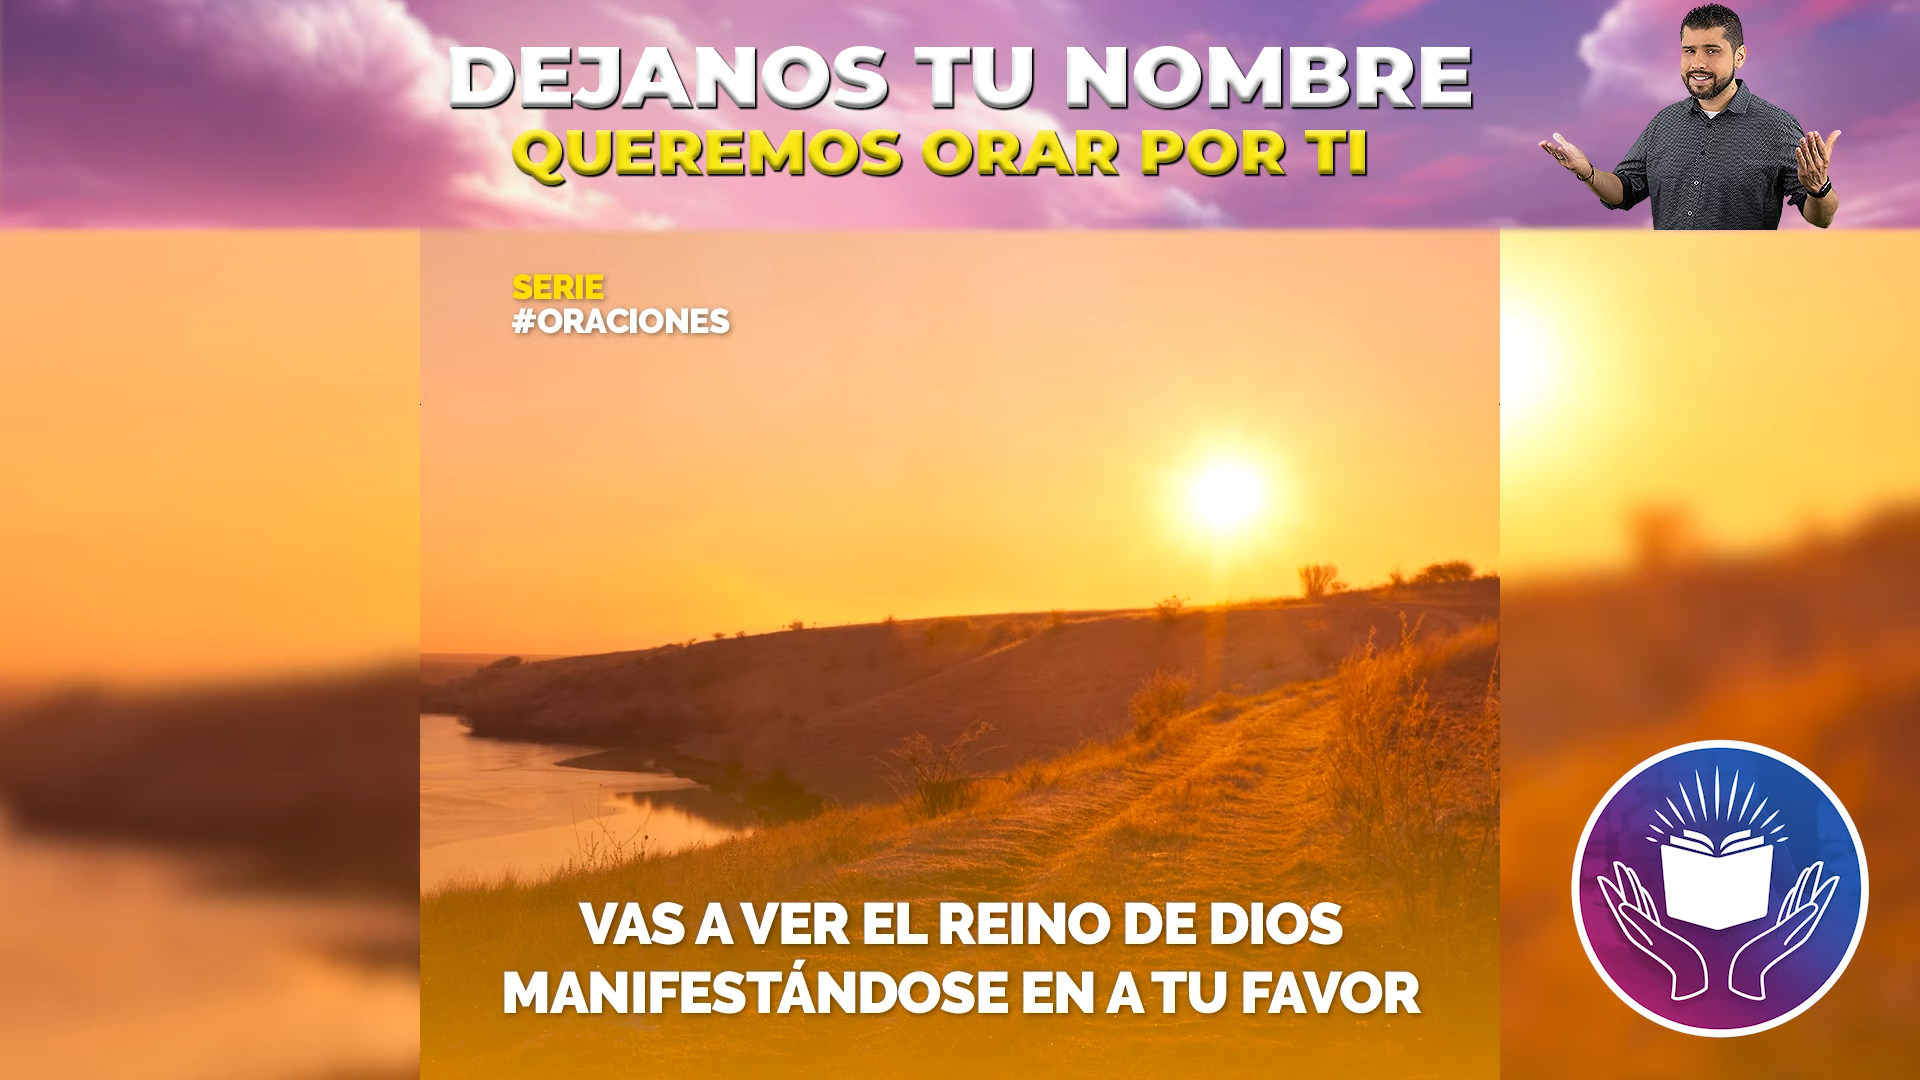 DEJANOS TU NOMBRE
QUEREMOS ORAR POR TI
SERIE
#ORACIONES
VAS A VER EL REINO DE DIOS
MANIFESTÁNDOSE EN A TU FAVOR